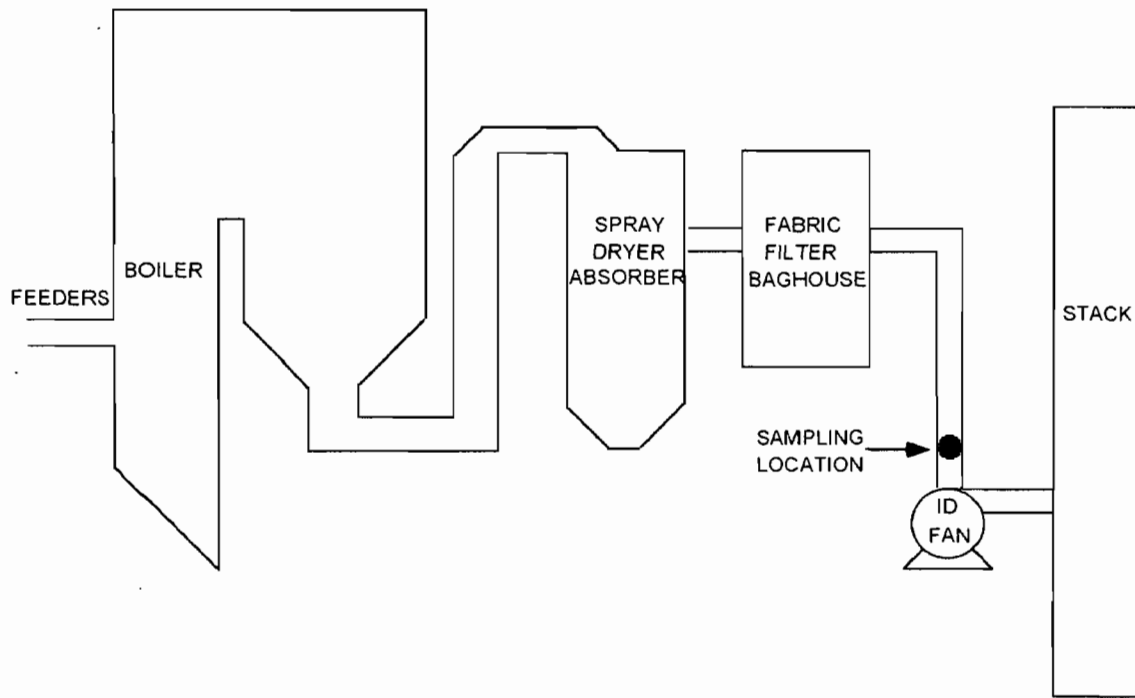 FEEDERS
BOILER
SPRAY
DRYER
ABSORBER
FABRIC
FILTER
BAGHOUSE
STACK
SAMPLING
LOCATION
ID
FAN